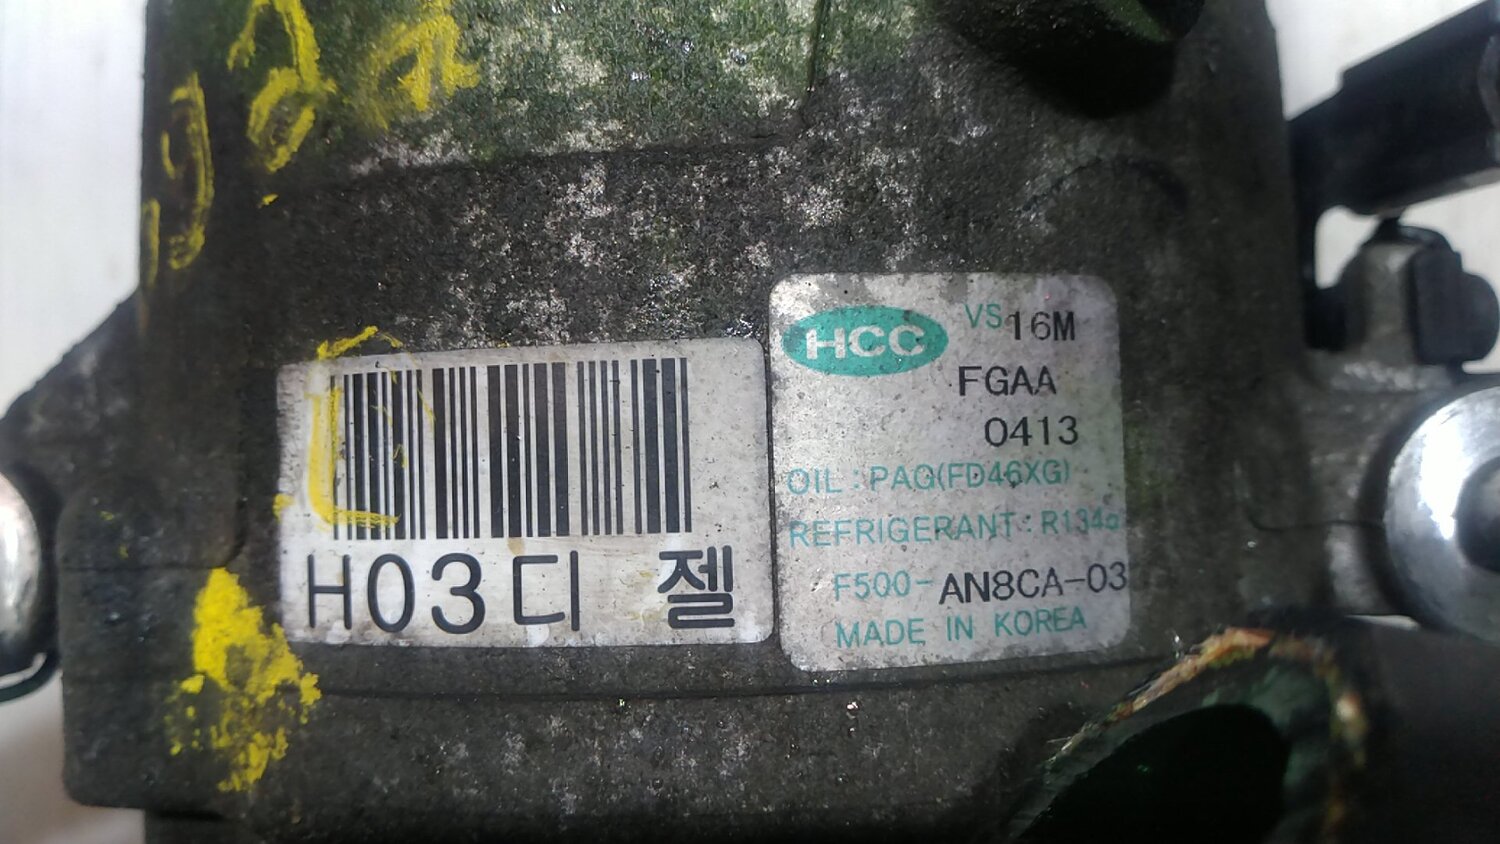 H03디 젤
HCC VS16M
FGAA
0413
OIL : PAG(FD46XG)
REFRIGERANT : R134a
F500-AN8CA-03
MADE IN KOREA